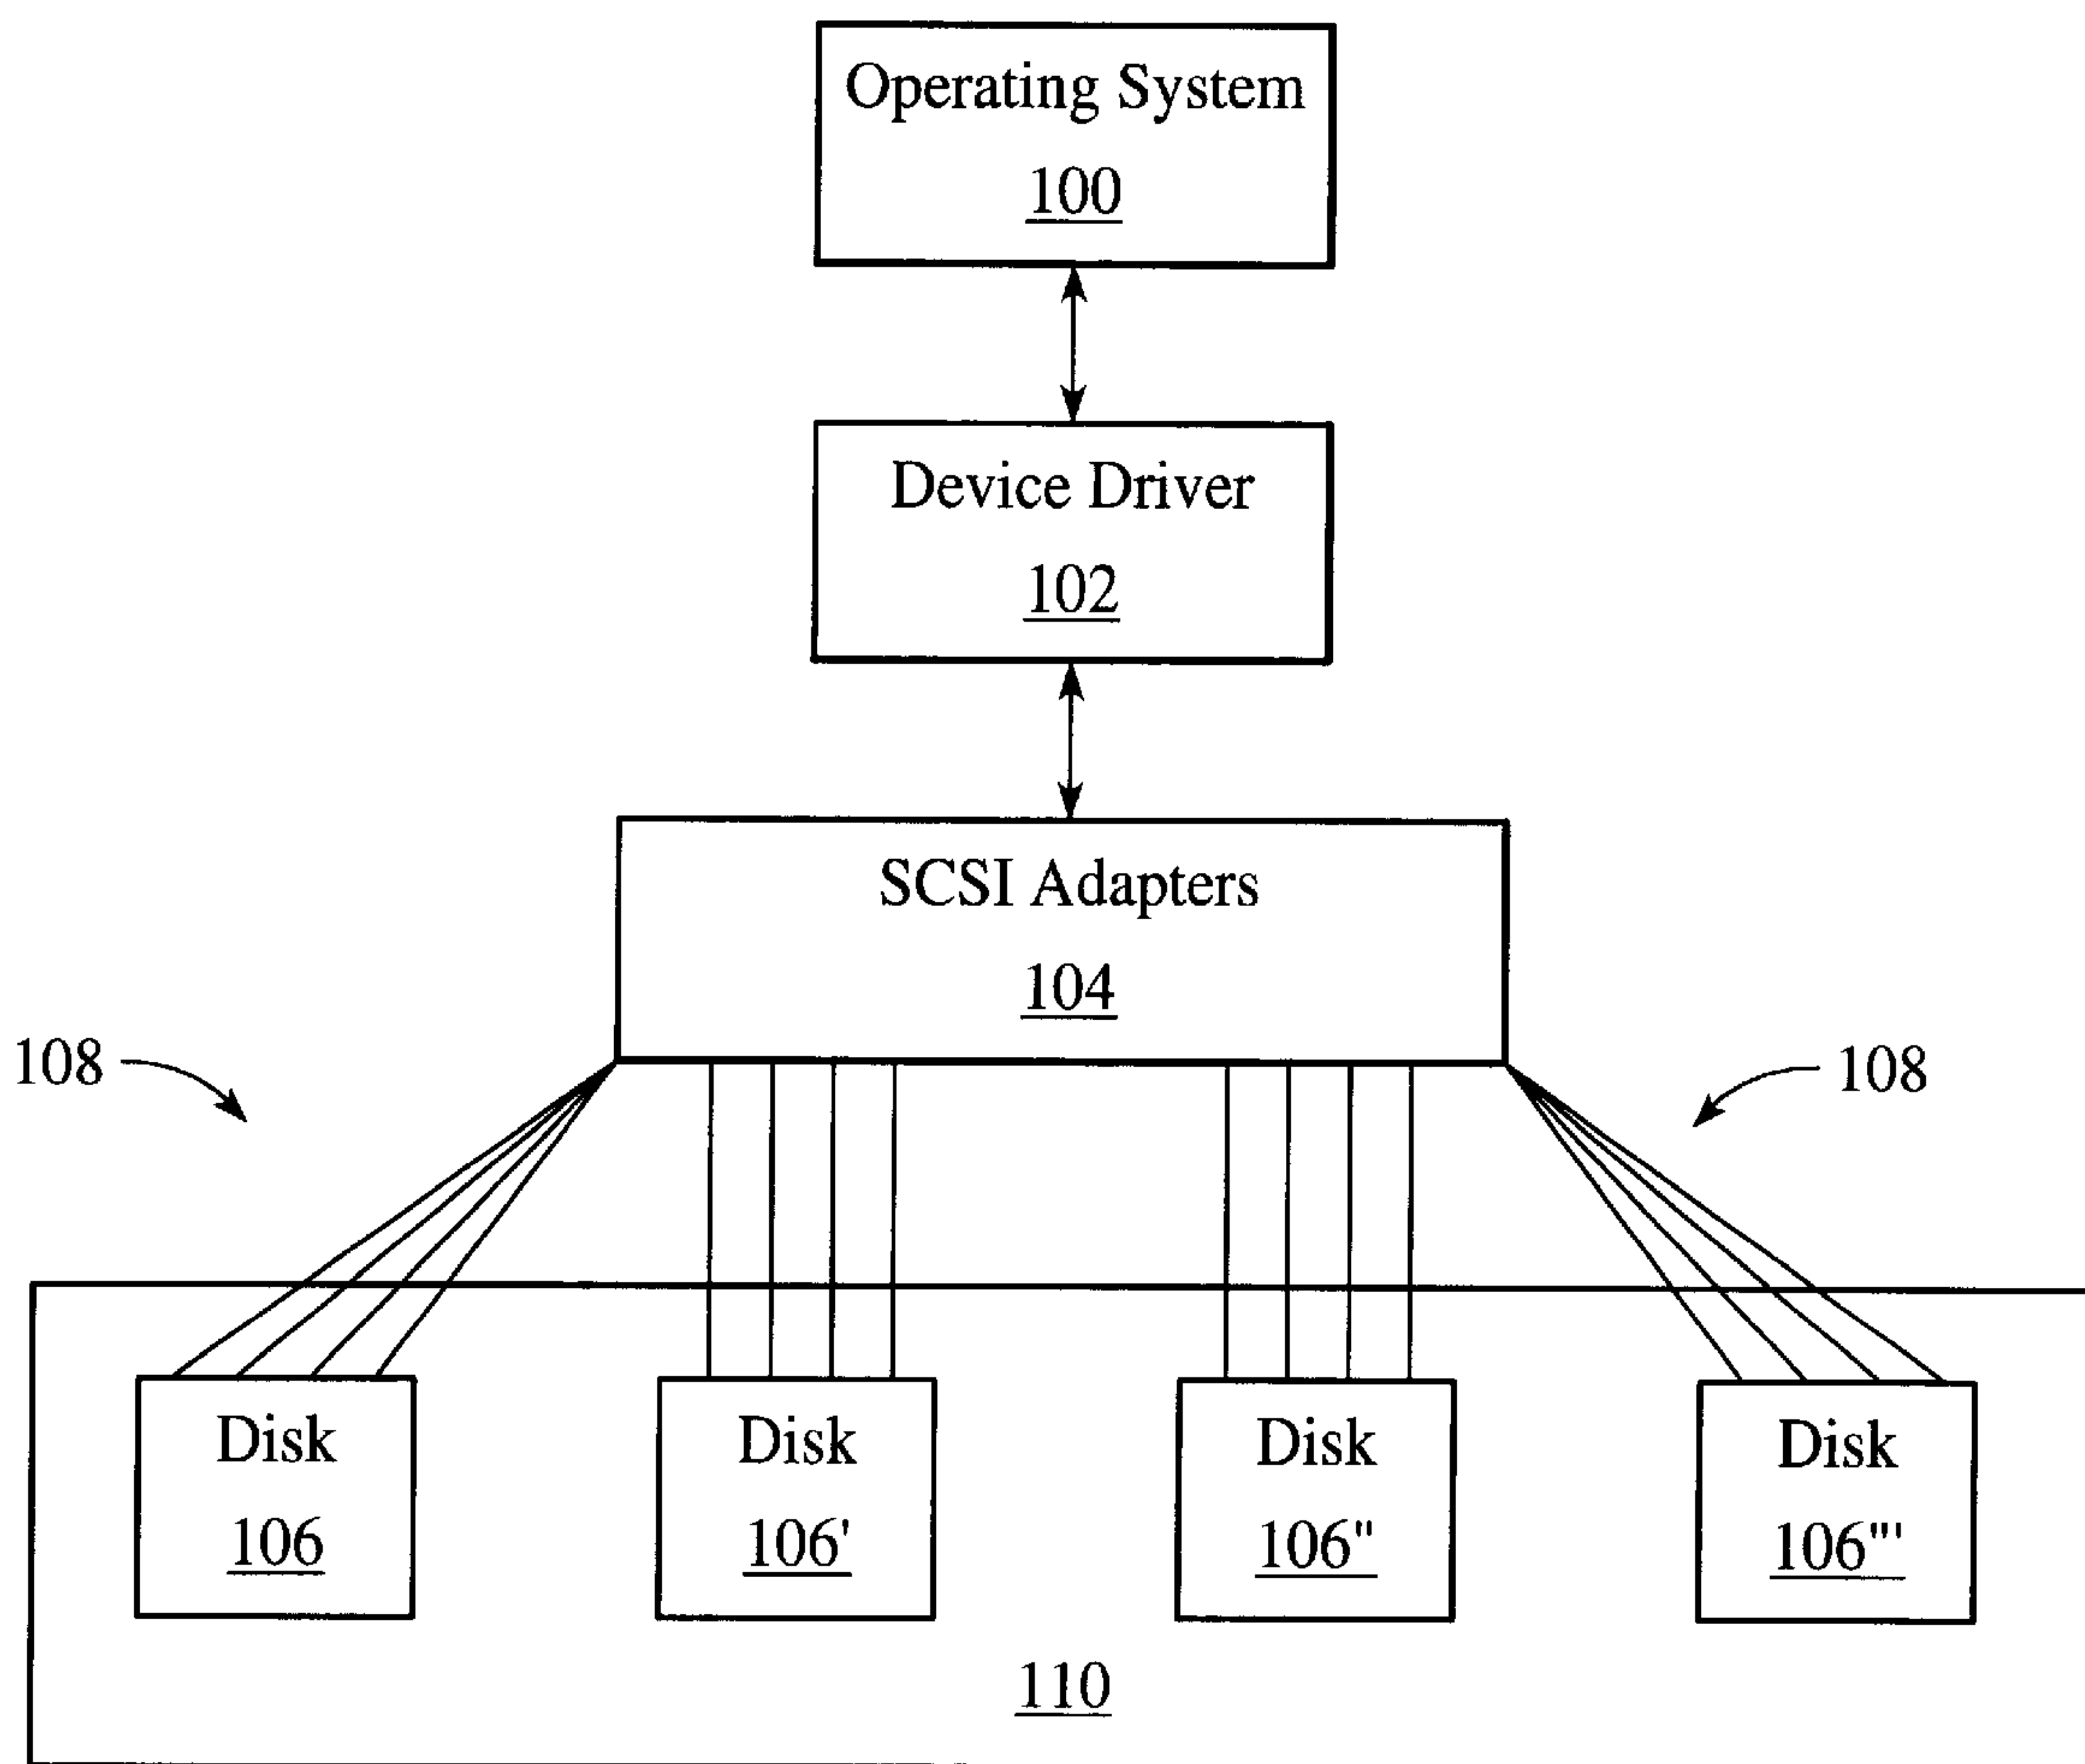 Operating System
100
Device Driver
102
SCSI Adapters
104
108
108
Disk
106
Disk
106'
Disk
106"
Disk
106"'
110